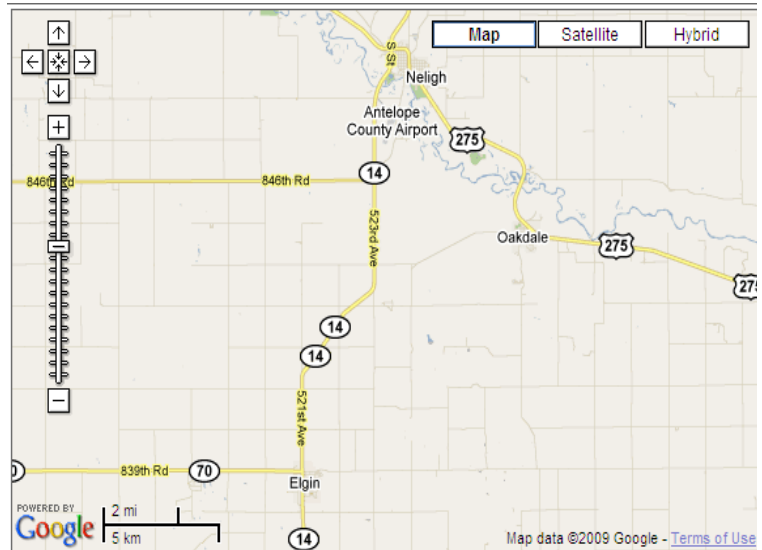 Map
Satellite
Hybrid
S St
Neligh
Antelope
County Airport
275
846th Rd
846th Rd
14
523rd Ave
Oakdale
275
275
14
14
521st Ave
839th Rd
70
Elgin
14
POWERED BY
Google
2 mi
5 km
Map data ©2009 Google - Terms of Use